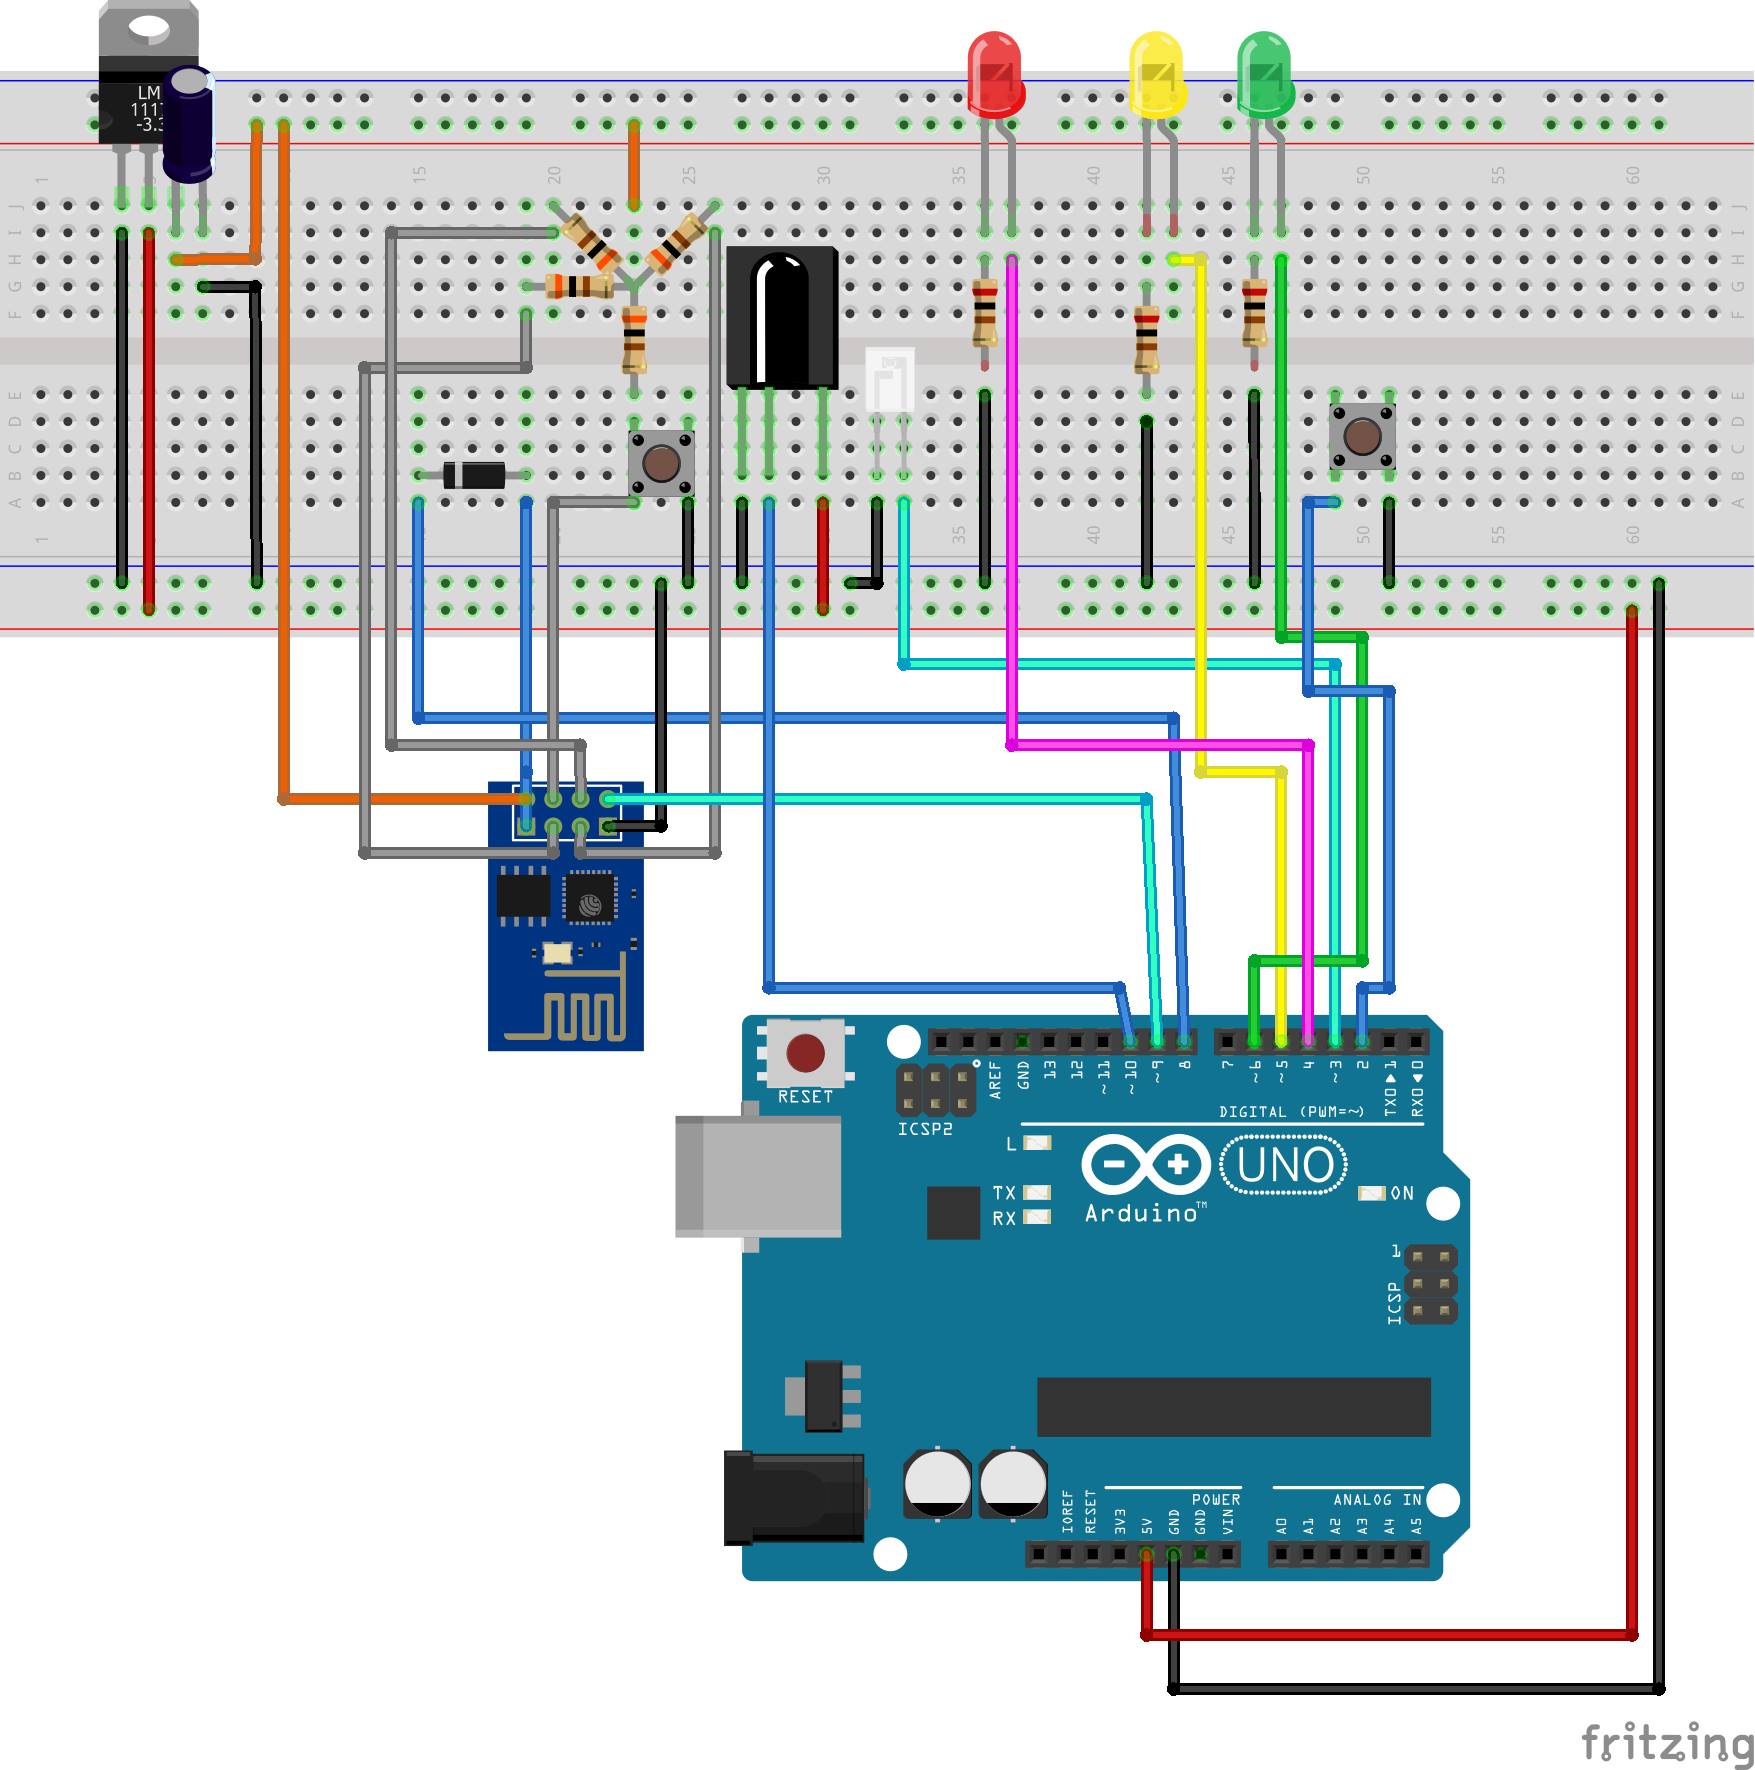 LM
1117
-3.3
1
15
20
25
30
35
40
45
50
55
60
J
I
H
G
F
J
I
H
G
F
E
D
C
B
A
E
D
C
B
A
1
35
40
45
50
55
60
RESET
ICSP2
AREF
GND
13
12
~11
~10
~9
8
7
~6
~5
4
~3
2
TX0▶1
RX0◀0
DIGITAL (PWM=~)
L
TX
RX
UNO
Arduino™
ON
1
ICSP
IOREF
RESET
3V3
5V
GND
GND
VIN
POWER
ANALOG IN
A0
A1
A2
A3
A4
A5
fritzing